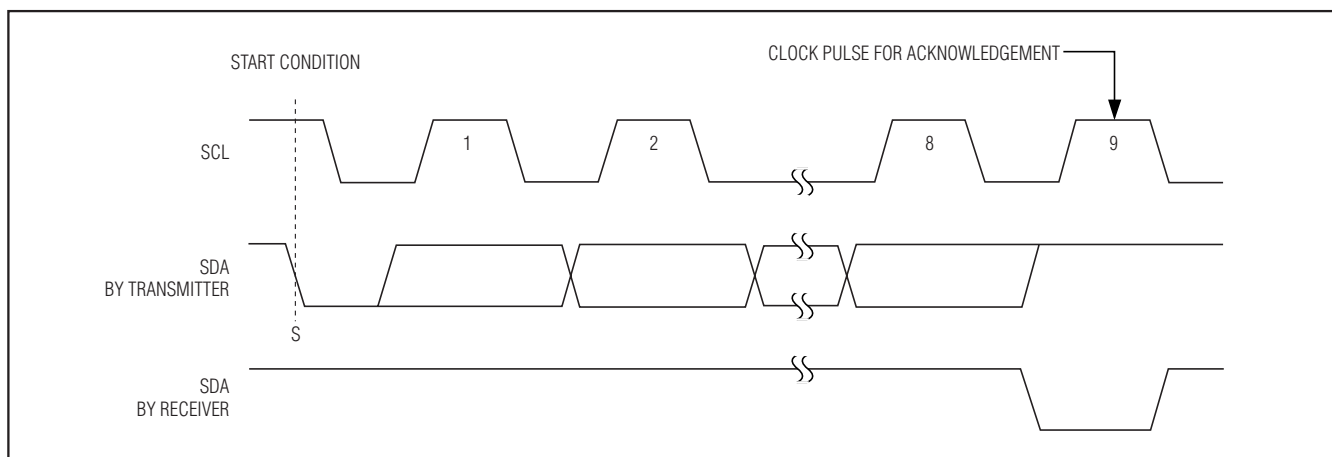 START CONDITION
CLOCK PULSE FOR ACKNOWLEDGEMENT
SCL
1
2
8
9
SDA
BY TRANSMITTER
S
SDA
BY RECEIVER